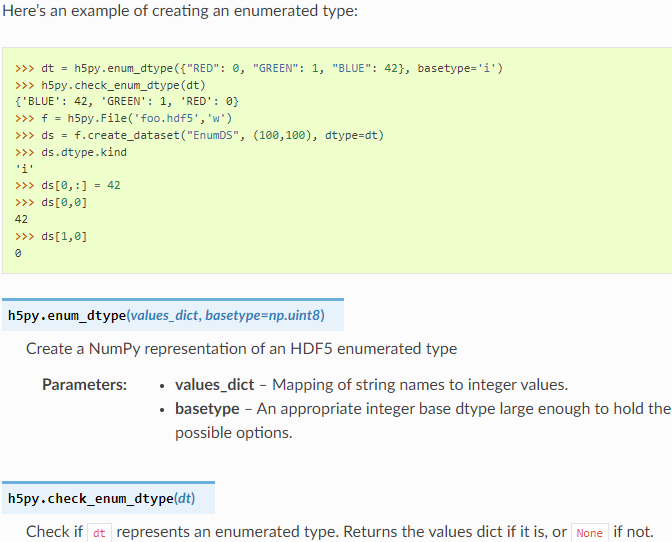 Here's an example of creating an enumerated type:
>>> dt = h5py.enum_dtype({"RED": 0, "GREEN": 1, "BLUE": 42}, basetype='i')
>>> h5py.check_enum_dtype(dt)
{'BLUE': 42, 'GREEN': 1, 'RED': 0}
>>> f = h5py.File('foo.hdf5','w')
>>> ds = f.create_dataset("EnumDS", (100,100), dtype=dt)
>>> ds.dtype.kind
'i'
>>> ds[0,:] = 42
>>> ds[0,0]
42
>>> ds[1,0]
0
h5py.enum_dtype(values_dict, basetype=np.uint8)
Create a NumPy representation of an HDF5 enumerated type
Parameters: • values_dict – Mapping of string names to integer values.
• basetype – An appropriate integer base dtype large enough to hold the
possible options.
h5py.check_enum_dtype(dt)
Check if dt represents an enumerated type. Returns the values dict if it is, or None if not.